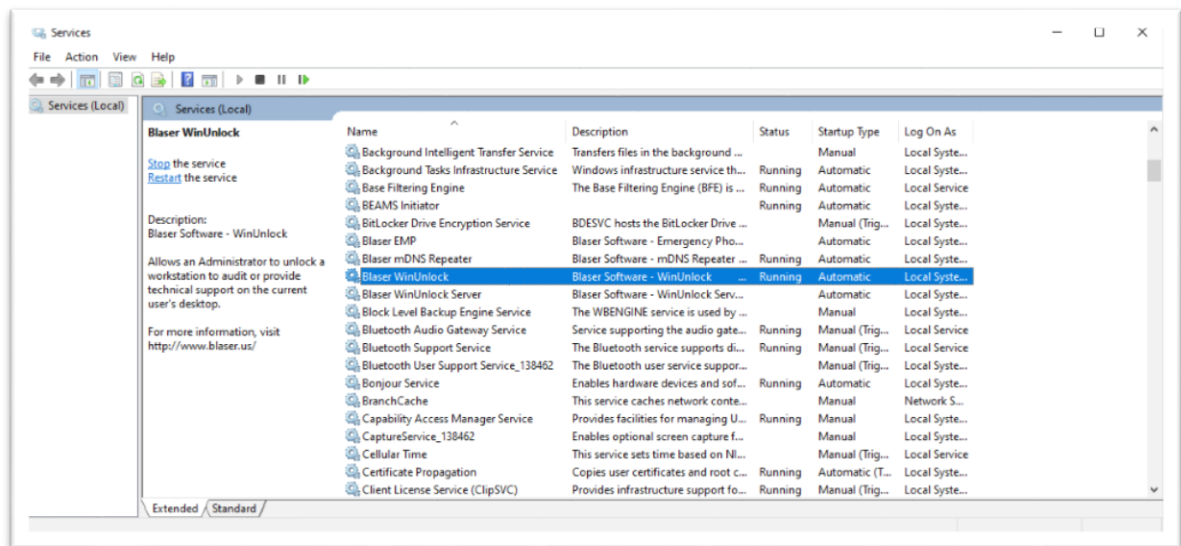 Services
File Action View Help
Services (Local)
Services (Local)
Blaser WinUnlock
Stop the service
Restart the service
Description:
Blaser Software - WinUnlock
Allows an Administrator to unlock a
workstation to audit or provide
technical support on the current
user's desktop.
For more information, visit
http://www.blaser.us/
Name Description Status Startup Type Log On As
Background Intelligent Transfer Service Transfers files in the background ... Manual Local Syste...
Background Tasks Infrastructure Service Windows infrastructure service th... Running Automatic Local Syste...
Base Filtering Engine The Base Filtering Engine (BFE) is ... Running Automatic Local Service
BEAMS Initiator Running Automatic Local Syste...
BitLocker Drive Encryption Service BDESVC hosts the BitLocker Drive ... Manual (Trig... Local Syste...
Blaser EMP Blaser Software - Emergency Pho... Automatic Local Syste...
Blaser mDNS Repeater Blaser Software - mDNS Repeater ... Running Automatic Local Syste...
Blaser WinUnlock Blaser Software - WinUnlock ... Running Automatic Local Syste...
Blaser WinUnlock Server Blaser Software - WinUnlock Serv... Automatic Local Syste...
Block Level Backup Engine Service The WBENGINE service is used by ... Manual Local Syste...
Bluetooth Audio Gateway Service Service supporting the audio gate... Running Manual (Trig... Local Service
Bluetooth Support Service The Bluetooth service supports di... Running Manual (Trig... Local Service
Bluetooth User Support Service_138462 The Bluetooth user service suppor... Manual (Trig... Local Syste...
Bonjour Service Enables hardware devices and sof... Running Automatic Local Syste...
BranchCache This service caches network conte... Manual Network S...
Capability Access Manager Service Provides facilities for managing U... Running Manual Local Syste...
CaptureService_138462 Enables optional screen capture f... Manual Local Syste...
Cellular Time This service sets time based on NI... Manual (Trig... Local Service
Certificate Propagation Copies user certificates and root c... Running Automatic (T... Local Syste...
Client License Service (ClipSVC) Provides infrastructure support fo... Running Manual (Trig... Local Syste...
Extended Standard